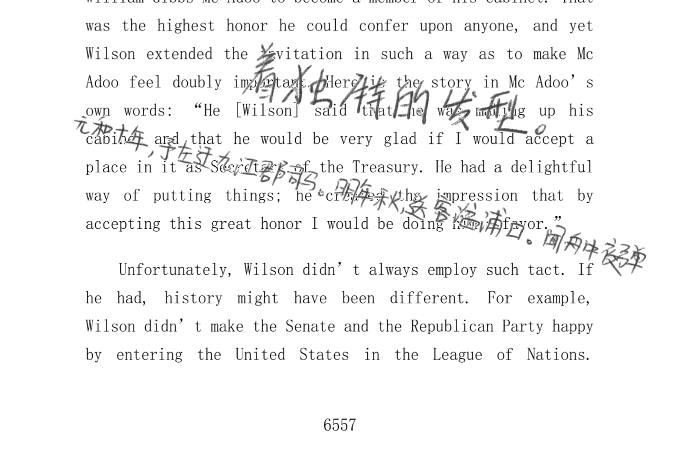 William Gibbs Mc Adoo to become a member of his cabinet. That
was the highest honor he could confer upon anyone, and yet
Wilson extended the invitation in such a way as to make Mc
Adoo feel doubly important. Here is the story in Mc Adoo’s
着独特的发型。
own words: “He [Wilson] said that he was making up his
cabinet and that he would be very glad if I would accept a
元和十年，予左迁九江郡司马。明年秋，送客湓浦口。闻舟中夜弹
place in it as Secretary of the Treasury. He had a delightful
way of putting things; he created the impression that by
accepting this great honor I would be doing him a favor.”
Unfortunately, Wilson didn’t always employ such tact. If
he had, history might have been different. For example,
Wilson didn’t make the Senate and the Republican Party happy
by entering the United States in the League of Nations.
6557